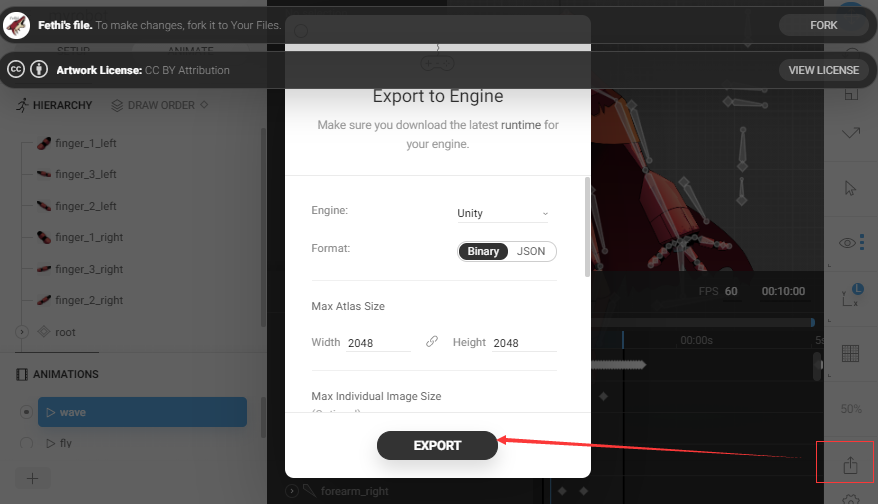 Fethi's file. To make changes, fork it to Your Files.
FORK
SETUP
ANIMATE
Artwork License: CC BY Attribution
VIEW LICENSE
HIERARCHY
DRAW ORDER
finger_1_left
finger_3_left
finger_2_left
finger_1_right
finger_3_right
finger_2_right
root
ANIMATIONS
wave
fly
Export to Engine
Make sure you download the latest runtime for
your engine.
Engine:
Unity
Format:
Binary
JSON
Max Atlas Size
Width
2048
Height
2048
Max Individual Image Size
(Optional)
EXPORT
FPS 60
00:10:00
00:00s
5s
forearm_right
L
50%